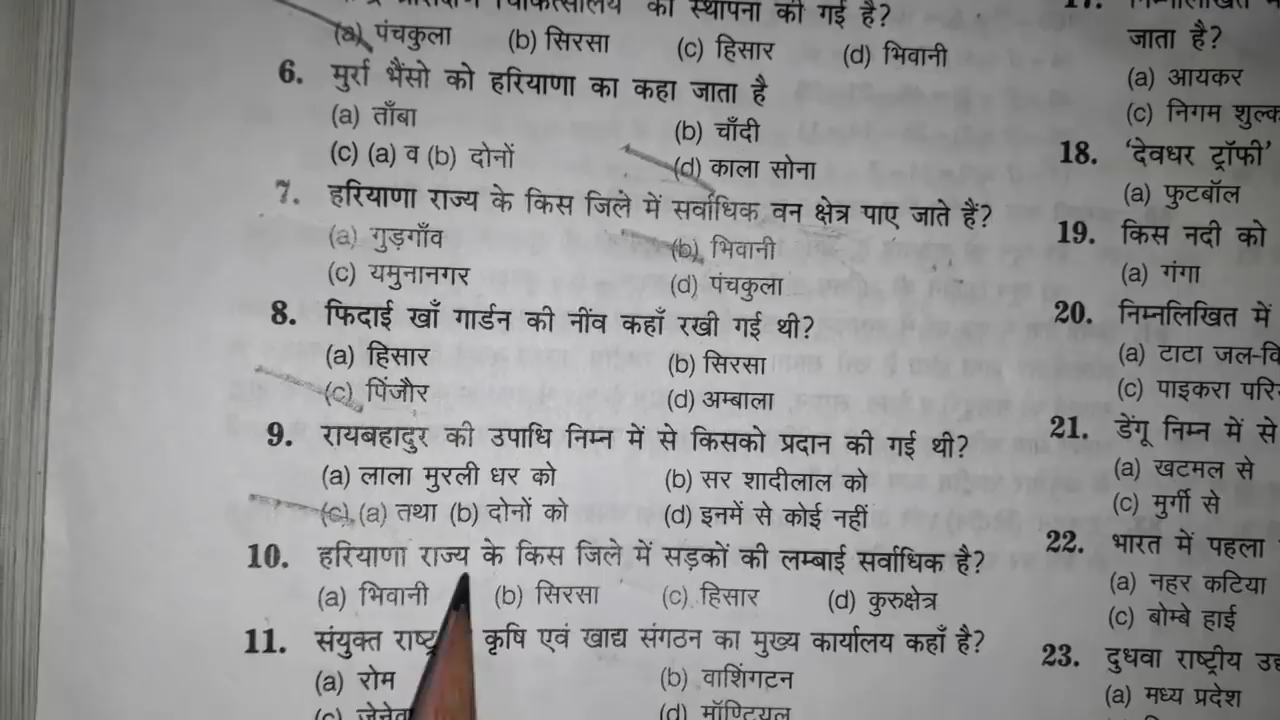 चिकित्सालय की स्थापना की गई है?
(a) पंचकुला (b) सिरसा (c) हिसार (d) भिवानी
6. मुर्रा भैंसो को हरियाणा का कहा जाता है
(a) ताँबा (b) चाँदी
(c) (a) व (b) दोनों (d) काला सोना
7. हरियाणा राज्य के किस जिले में सर्वाधिक वन क्षेत्र पाए जाते हैं?
(a) गुड़गाँव (b) भिवानी
(c) यमुनानगर (d) पंचकुला
8. फिदाई खाँ गार्डन की नींव कहाँ रखी गई थी?
(a) हिसार (b) सिरसा
(c) पिंजौर (d) अम्बाला
9. रायबहादुर की उपाधि निम्न में से किसको प्रदान की गई थी?
(a) लाला मुरली धर को (b) सर शादीलाल को
(c) (a) तथा (b) दोनों को (d) इनमें से कोई नहीं
10. हरियाणा राज्य के किस जिले में सड़कों की लम्बाई सर्वाधिक है?
(a) भिवानी (b) सिरसा (c) हिसार (d) कुरुक्षेत्र
11. संयुक्त कृषि एवं खाद्य संगठन का मुख्य कार्यालय कहाँ है?
(a) रोम (b) वाशिंगटन
(d) मॉण्ट्रियल
17.
जाता है?
(a) आयकर
(c) निगम शुल्क
18. 'देवधर ट्रॉफी'
(a) फुटबॉल
19. किस नदी को
(a) गंगा
20. निम्नलिखित में
(a) टाटा
(c) पाइकरा
21. डेंगू निम्न में से
(a) खटमल से
(c) मुर्गी से
22. भारत में पहला
(a) नहर कटिया
(c) बोम्बे हाई
23. दुधवा राष्ट्रीय
(a) मध्य प्रदेश